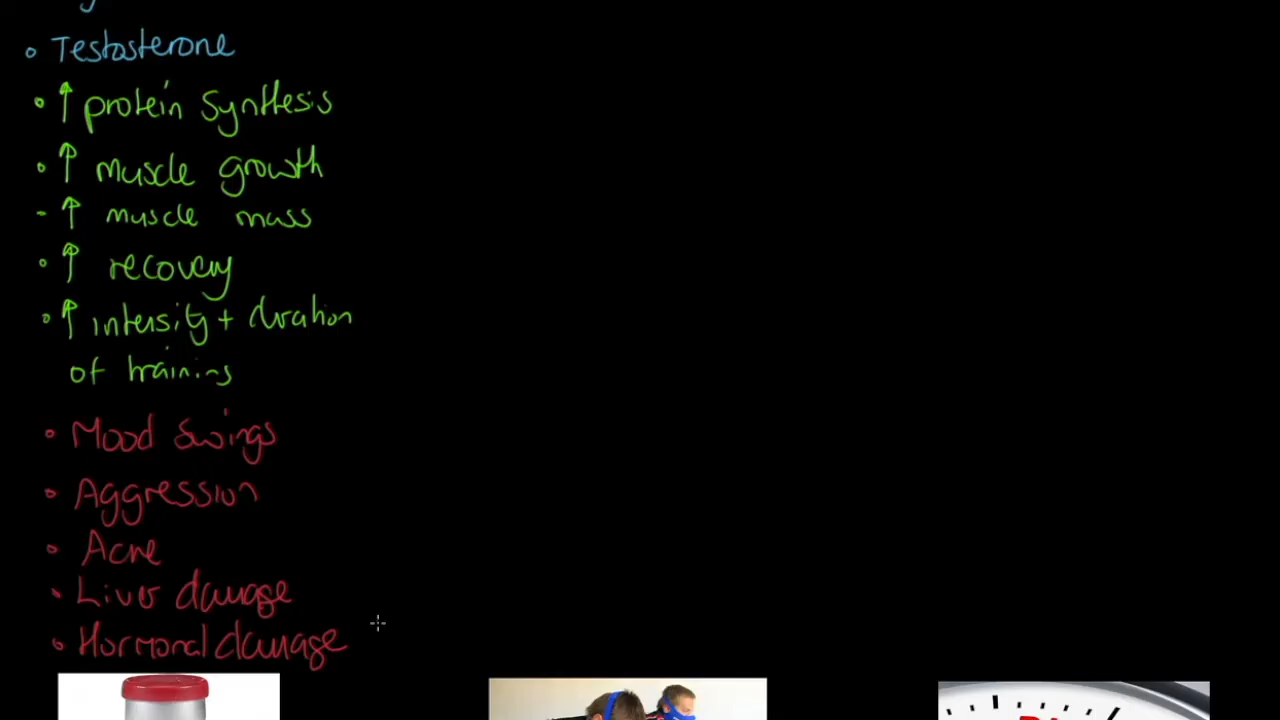 • Testosterone
• ↑ protein synthesis
• ↑ muscle growth
- ↑ muscle mass
• ↑ recovery
• ↑ intensity + duration
of training
• Mood swings
• Aggression
• Acne
• Liver damage
• Hormonal damage